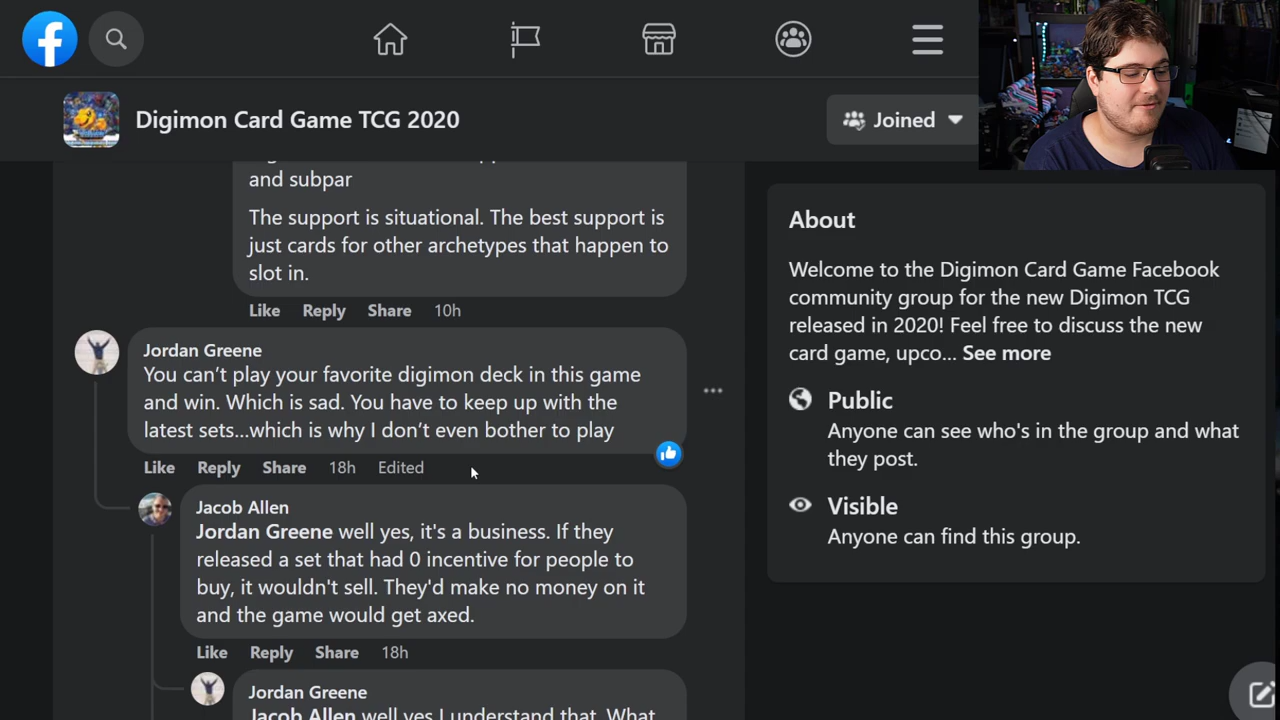 Digimon Card Game TCG 2020
Joined
and subpar
The support is situational. The best support is
just cards for other archetypes that happen to
slot in.
Like Reply Share 10h
Jordan Greene
You can’t play your favorite digimon deck in this game
and win. Which is sad. You have to keep up with the
latest sets...which is why I don’t even bother to play
Like Reply Share 18h Edited
Jacob Allen
Jordan Greene well yes, it's a business. If they
released a set that had 0 incentive for people to
buy, it wouldn't sell. They'd make no money on it
and the game would get axed.
Like Reply Share 18h
Jordan Greene
Jacob Allen well yes I understand that. What
About
Welcome to the Digimon Card Game Facebook
community group for the new Digimon TCG
released in 2020! Feel free to discuss the new
card game, upco... See more
Public
Anyone can see who's in the group and what
they post.
Visible
Anyone can find this group.